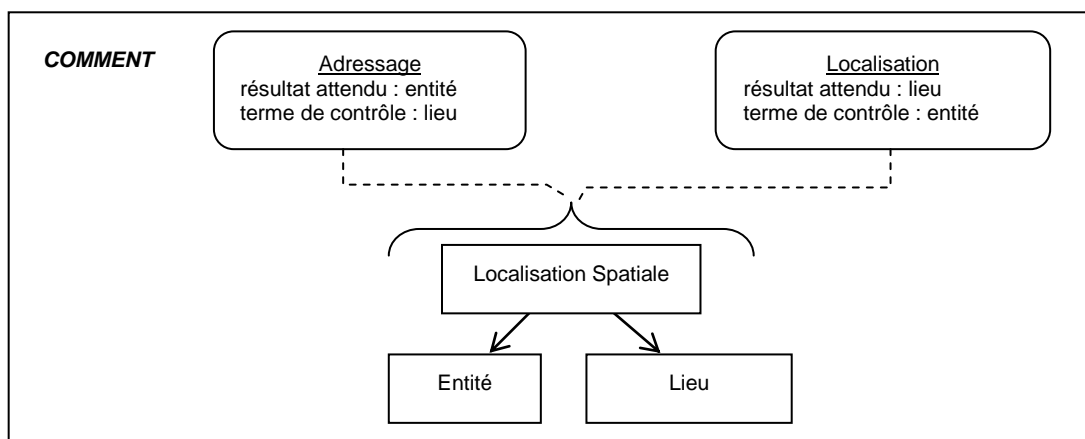 COMMENT
Adressage
résultat attendu : entité
terme de contrôle : lieu
Localisation
résultat attendu : lieu
terme de contrôle : entité
Localisation Spatiale
Entité
Lieu